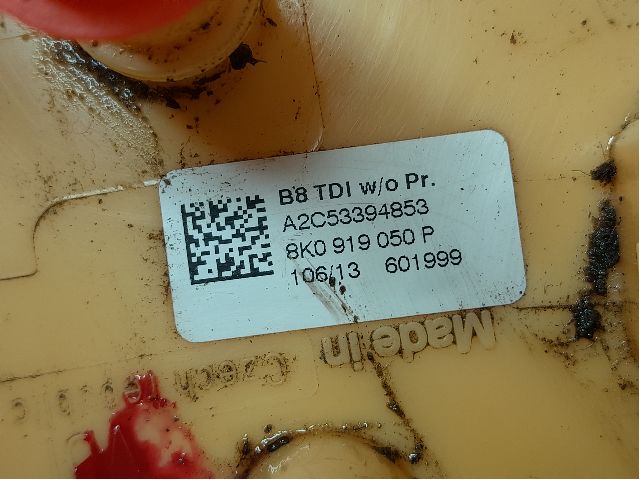 B8 TDI w/o Pr.
A2C53394853
8K0 919 050 P
106/13 601999
Made in
Czech